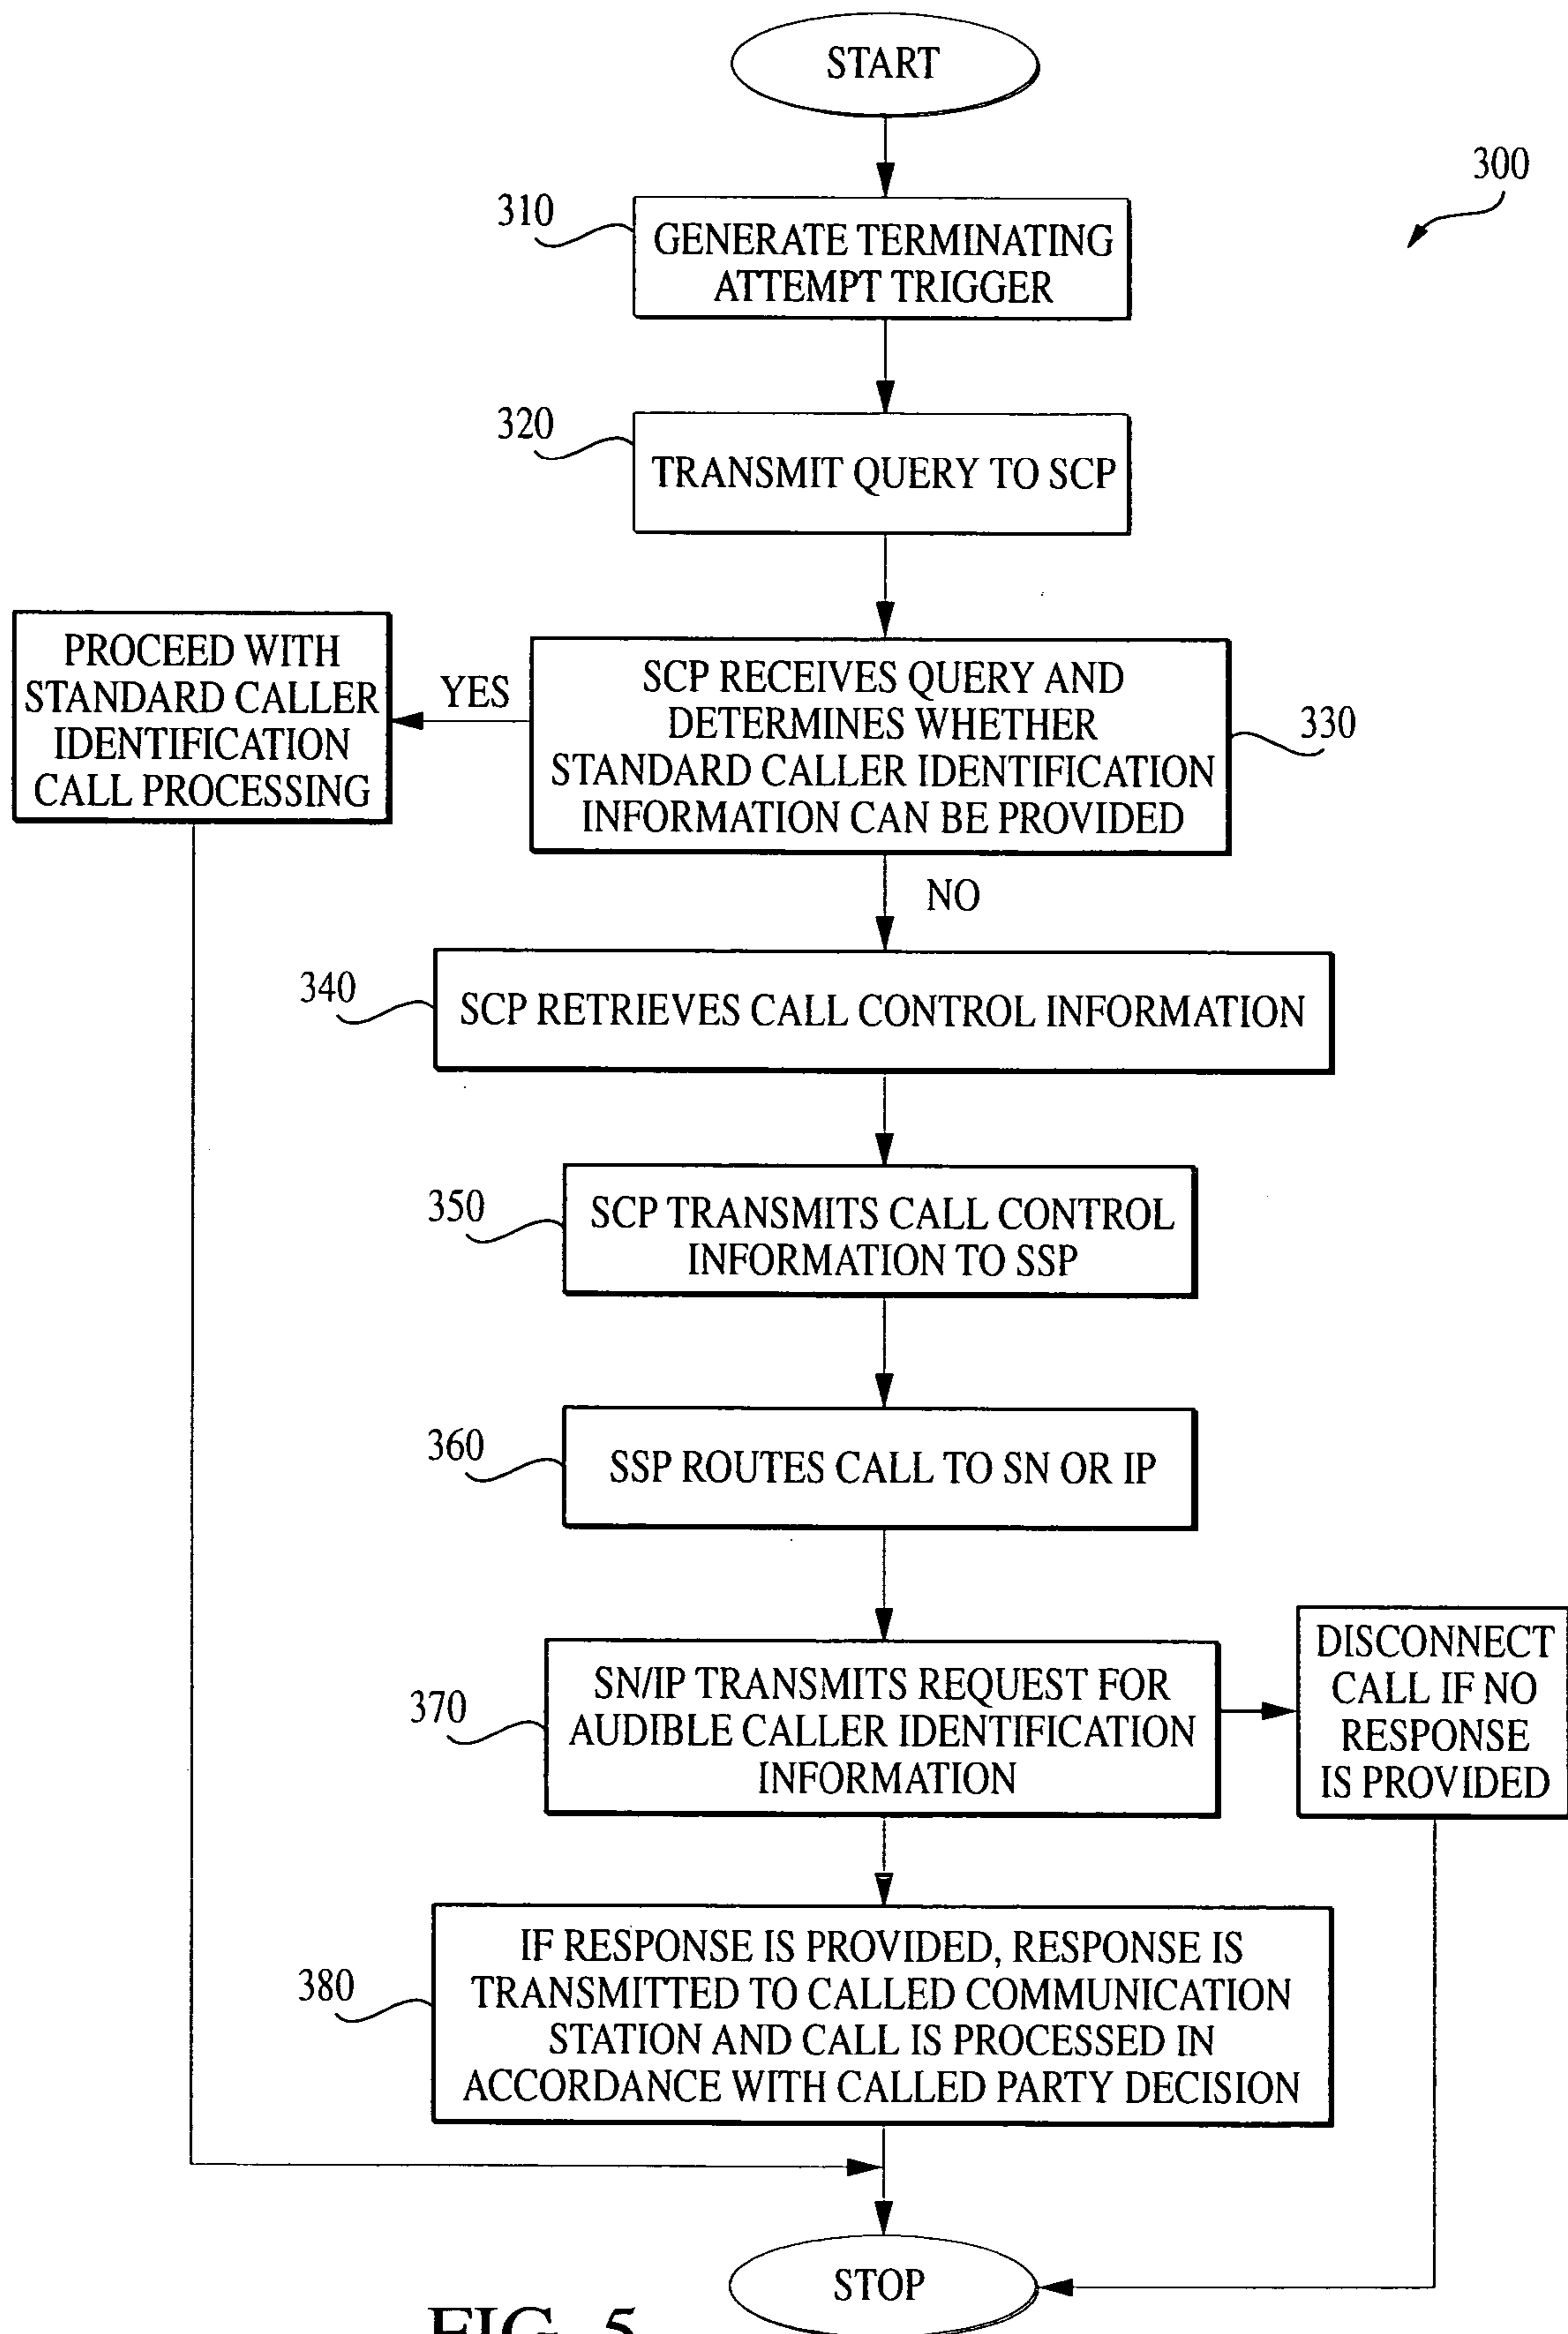 START
300
310
GENERATE TERMINATING
ATTEMPT TRIGGER
320
TRANSMIT QUERY TO SCP
PROCEED WITH
STANDARD CALLER
IDENTIFICATION
CALL PROCESSING
YES
SCP RECEIVES QUERY AND
DETERMINES WHETHER
STANDARD CALLER IDENTIFICATION
INFORMATION CAN BE PROVIDED
330
NO
340
SCP RETRIEVES CALL CONTROL INFORMATION
350
SCP TRANSMITS CALL CONTROL
INFORMATION TO SSP
360
SSP ROUTES CALL TO SN OR IP
370
SN/IP TRANSMITS REQUEST FOR
AUDIBLE CALLER IDENTIFICATION
INFORMATION
DISCONNECT
CALL IF NO
RESPONSE
IS PROVIDED
380
IF RESPONSE IS PROVIDED, RESPONSE IS
TRANSMITTED TO CALLED COMMUNICATION
STATION AND CALL IS PROCESSED IN
ACCORDANCE WITH CALLED PARTY DECISION
STOP
FIG. 5